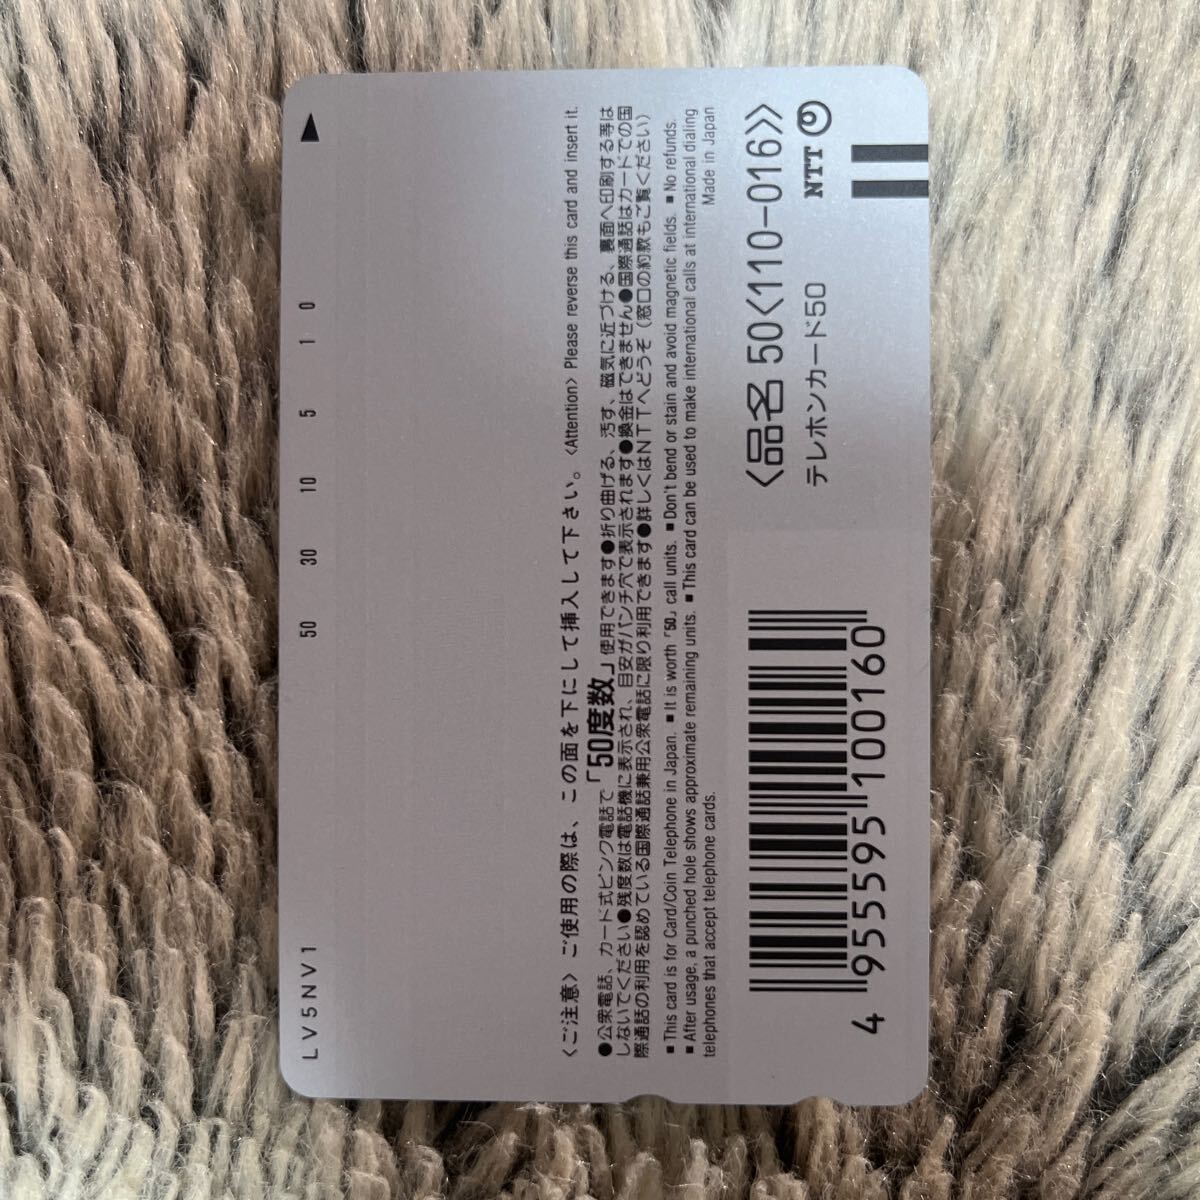 LV5NV1 50 30 10 5 1 0
〈ご注意〉ご使用の際は、この面を下にして挿入して下さい。〈Attention〉Please reverse this card and insert it.
●公衆電話、カード式ピンク電話で「50度数」使用できます●折り曲げる、汚す、磁気に近づける、裏面へ印刷する等は
しないでください●残度数は電話機に表示され、目安がパンチ穴で表示されます●換金はできません●国際通話はカードでの国
際通話の利用を認めている国際通話兼用公衆電話に限り利用できます●詳しくはNTTへどうぞ(窓口の約款もご覧ください)
■This card is for Card/Coin Telephone in Japan. ■It is worth「50」call units. ■Don't bend or stain and avoid magnetic fields. ■No refunds.
■After usage, a punched hole shows approximate remaining units. ■This card can be used to make international calls at international dialing
telephones that accept telephone cards. Made in Japan
〈品名 50〈110-016〉〉
テレホンカード50 NTT
4 955595 100160